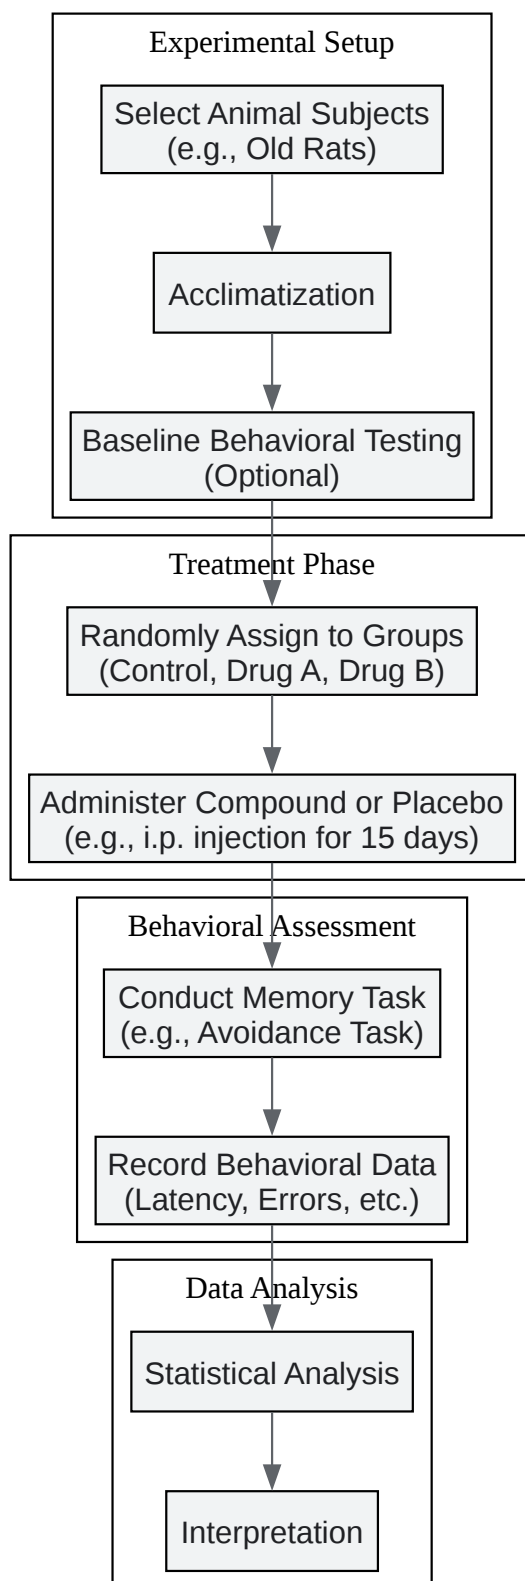 Experimental Setup
Select Animal Subjects
(e.g., Old Rats)
Acclimatization
Baseline Behavioral Testing
(Optional)
Treatment Phase
Randomly Assign to Groups
(Control, Drug A, Drug B)
Administer Compound or Placebo
(e.g., i.p. injection for 15 days)
Behavioral Assessment
Conduct Memory Task
(e.g., Avoidance Task)
Record Behavioral Data
(Latency, Errors, etc.)
Data Analysis
Statistical Analysis
Interpretation